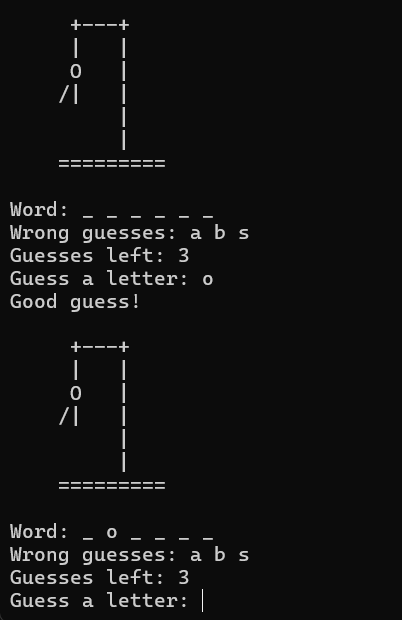 +---+
     |   |
     O   |
    /|   |
         |
         |
    =========
Word: _ _ _ _ _ _
Wrong guesses: a b s
Guesses left: 3
Guess a letter: o
Good guess!
     +---+
     |   |
     O   |
    /|   |
         |
         |
    =========
Word: _ o _ _ _ _
Wrong guesses: a b s
Guesses left: 3
Guess a letter: